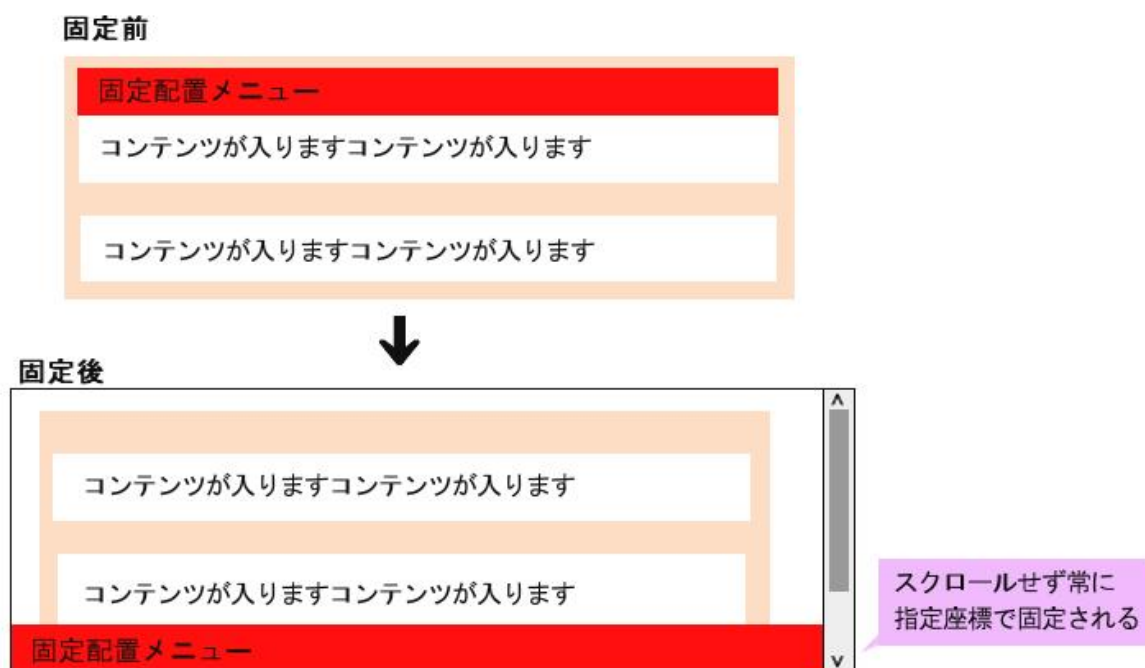 固定前
固定配置メニュー
コンテンツが入りますコンテンツが入ります
コンテンツが入りますコンテンツが入ります
固定後
コンテンツが入りますコンテンツが入ります
コンテンツが入りますコンテンツが入ります
スクロールせず常に
指定座標で固定される
固定配置メニュー